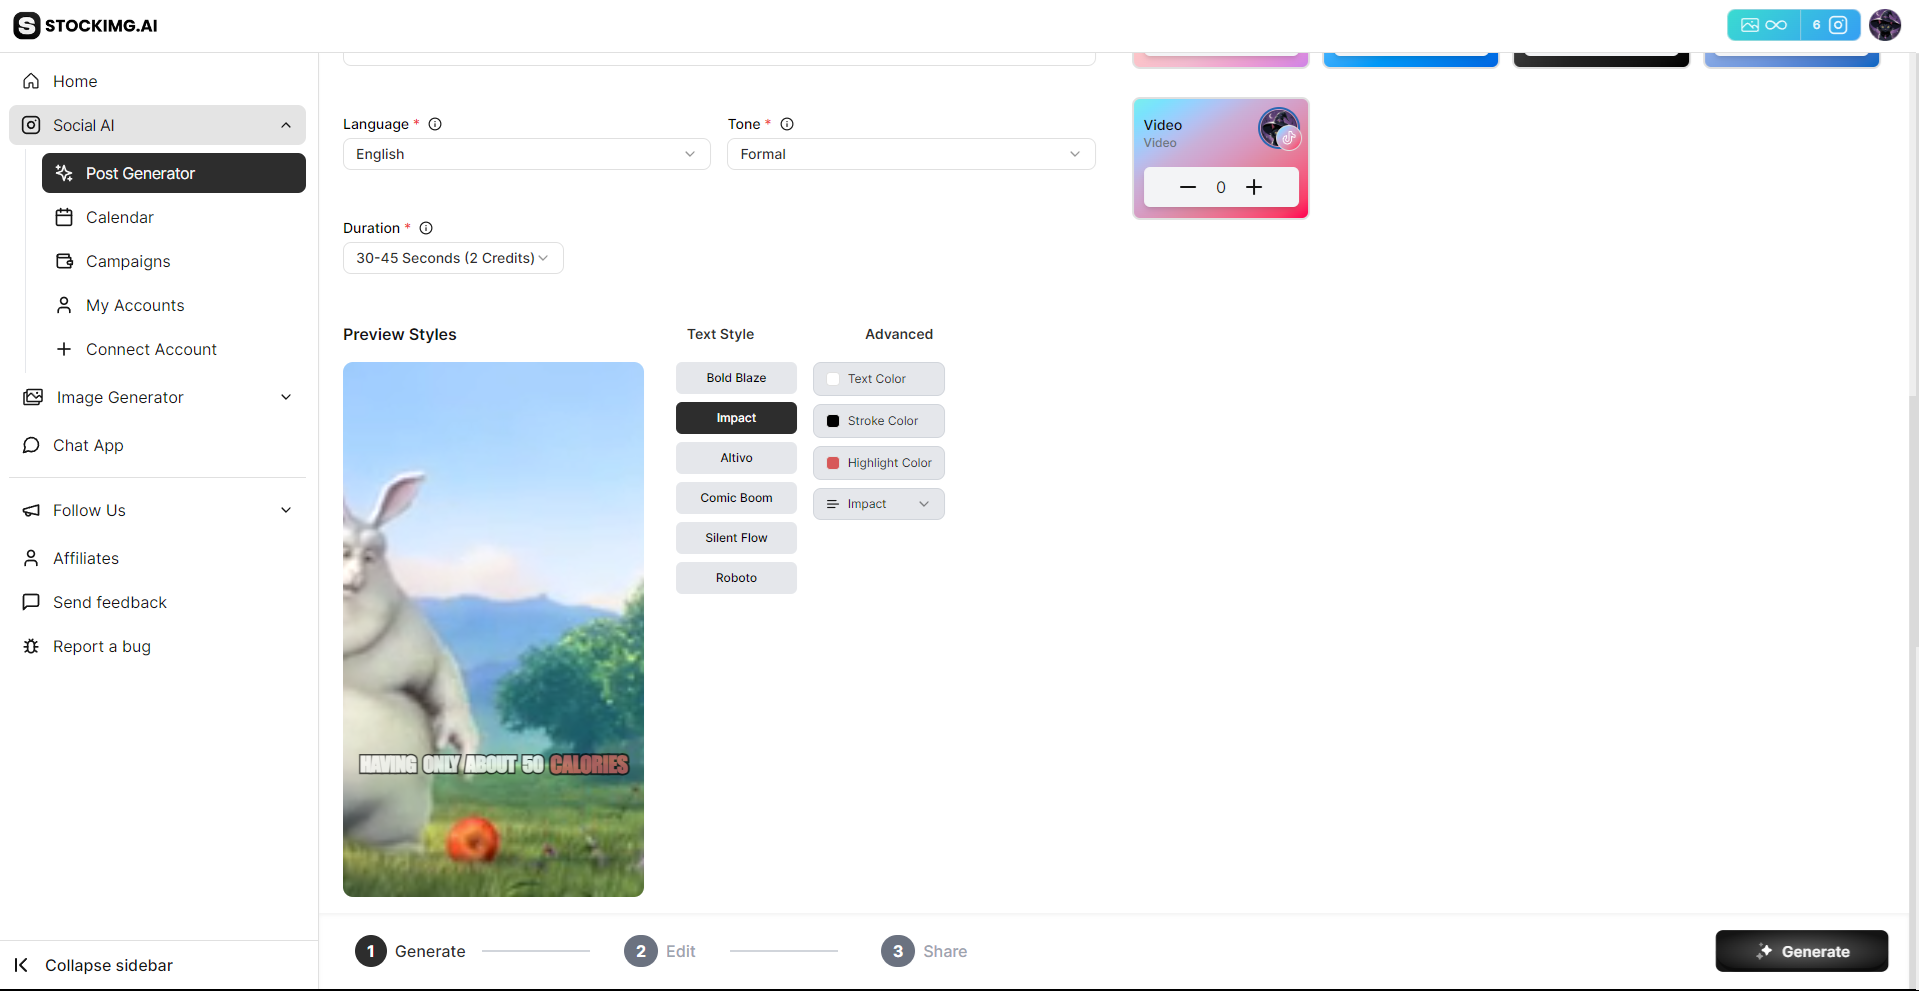 STOCKIMG.AI
6
Home
Social AI
Post Generator
Calendar
Campaigns
My Accounts
Connect Account
Image Generator
Chat App
Follow Us
Affiliates
Send feedback
Report a bug
Collapse sidebar
Language *
English
Tone *
Formal
Duration *
30-45 Seconds (2 Credits)
Video
Video
0
Preview Styles
HAVING ONLY ABOUT 50 CALORIES
Text Style
Bold Blaze
Impact
Altivo
Comic Boom
Silent Flow
Roboto
Advanced
Text Color
Stroke Color
Highlight Color
Impact
1 Generate
2 Edit
3 Share
Generate